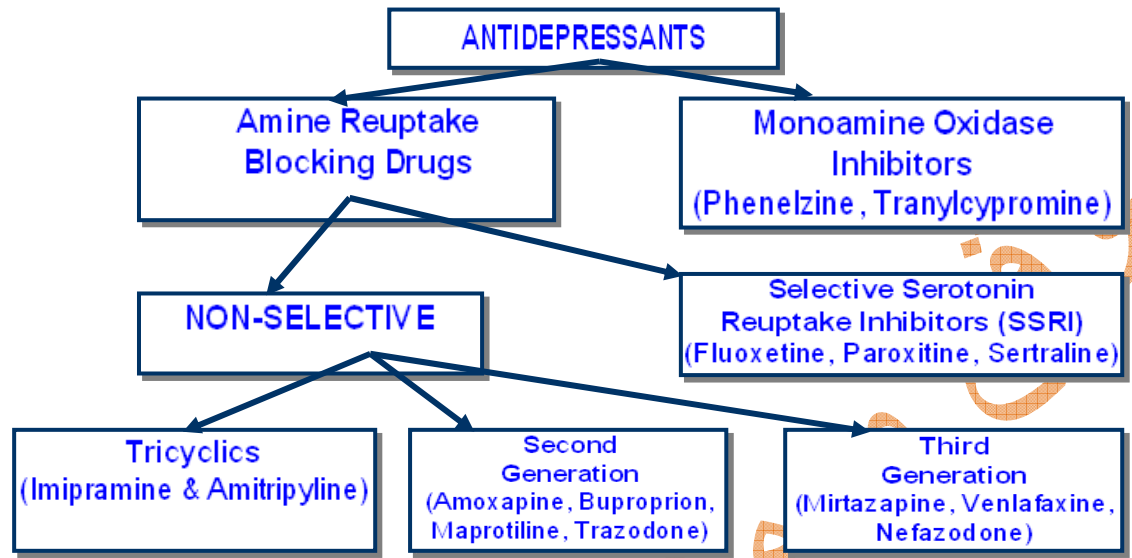 ANTIDEPRESSANTS
Amine Reuptake
Blocking Drugs
Monoamine Oxidase
Inhibitors
(Phenelzine, Tranylcypromine)
NON-SELECTIVE
Selective Serotonin
Reuptake Inhibitors (SSRI)
(Fluoxetine, Paroxitine, Sertraline)
Tricyclics
(Imipramine & Amitripyline)
Second
Generation
(Amoxapine, Buproprion,
Maprotiline, Trazodone)
Third
Generation
(Mirtazapine, Venlafaxine,
Nefazodone)